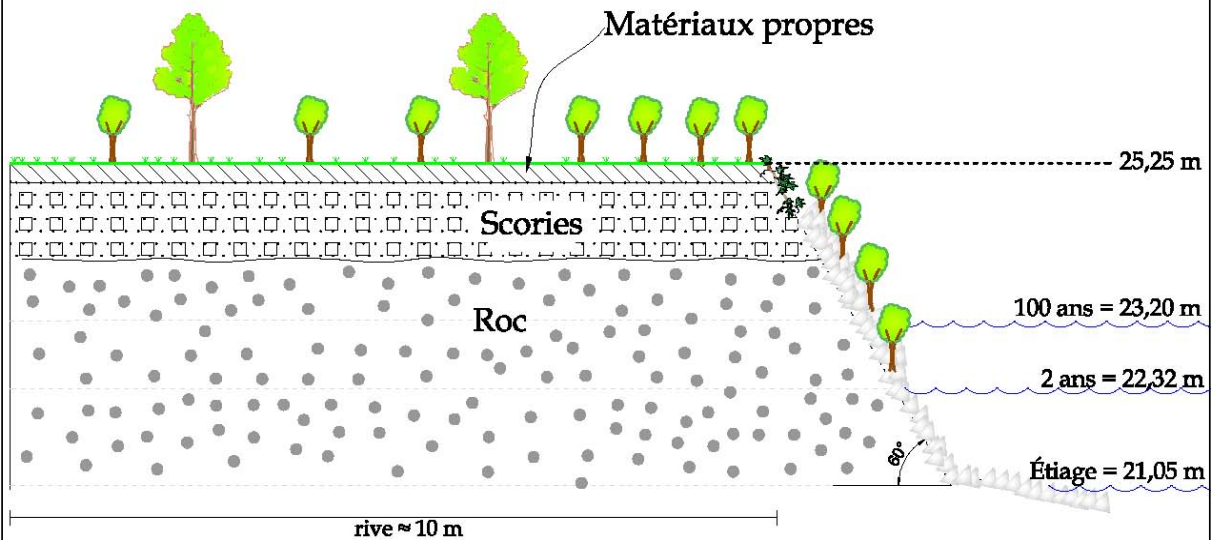 Matériaux propres
25,25 m
Scories
100 ans = 23,20 m
Roc
2 ans = 22,32 m
60°
Étiage = 21,05 m
rive ≈ 10 m